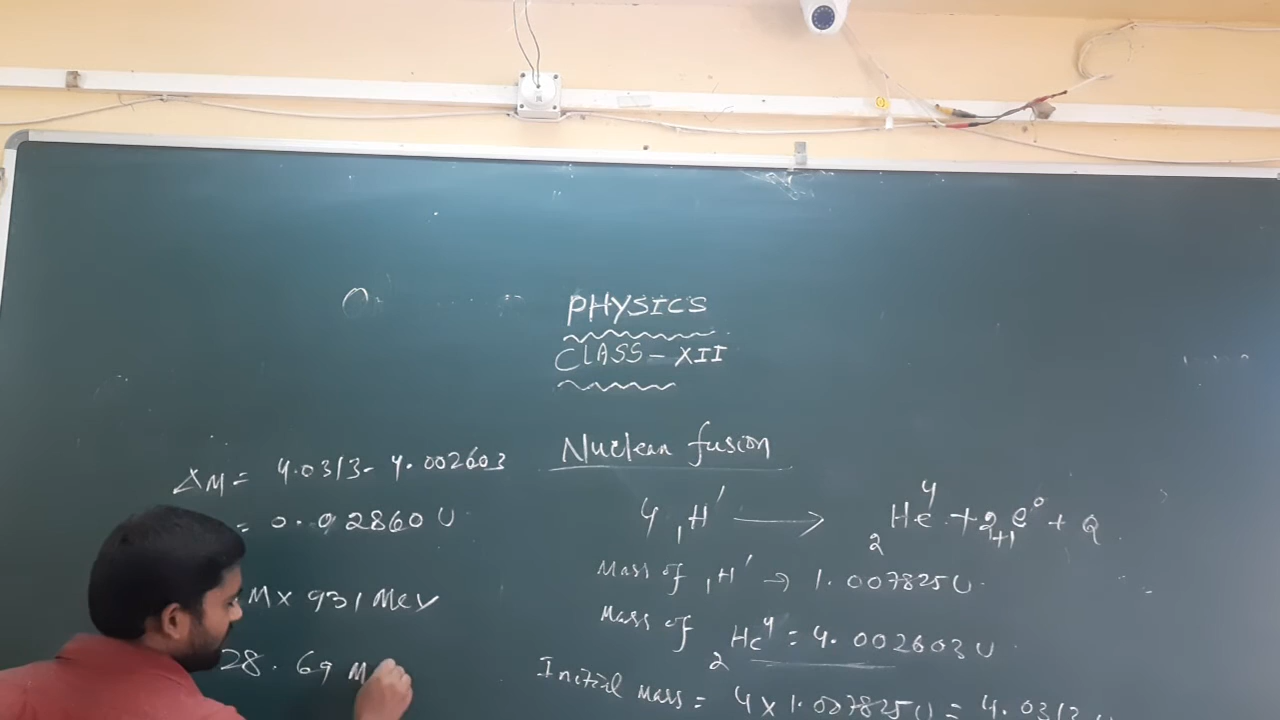 PHYSICS
CLASS - XII
Nuclear fusion
4 ₁H¹ ⟶ ₂He⁴ + 2 ₊₁e⁰ + Q
Mass of ₁H¹ → 1.007825U
Mass of ₂He⁴ = 4.002603U
Initial mass = 4 x 1.007825U = 4.0313
ΔM = 4.0313 - 4.002603
= 0.02860 U
M x 931 MeV
28.69 M